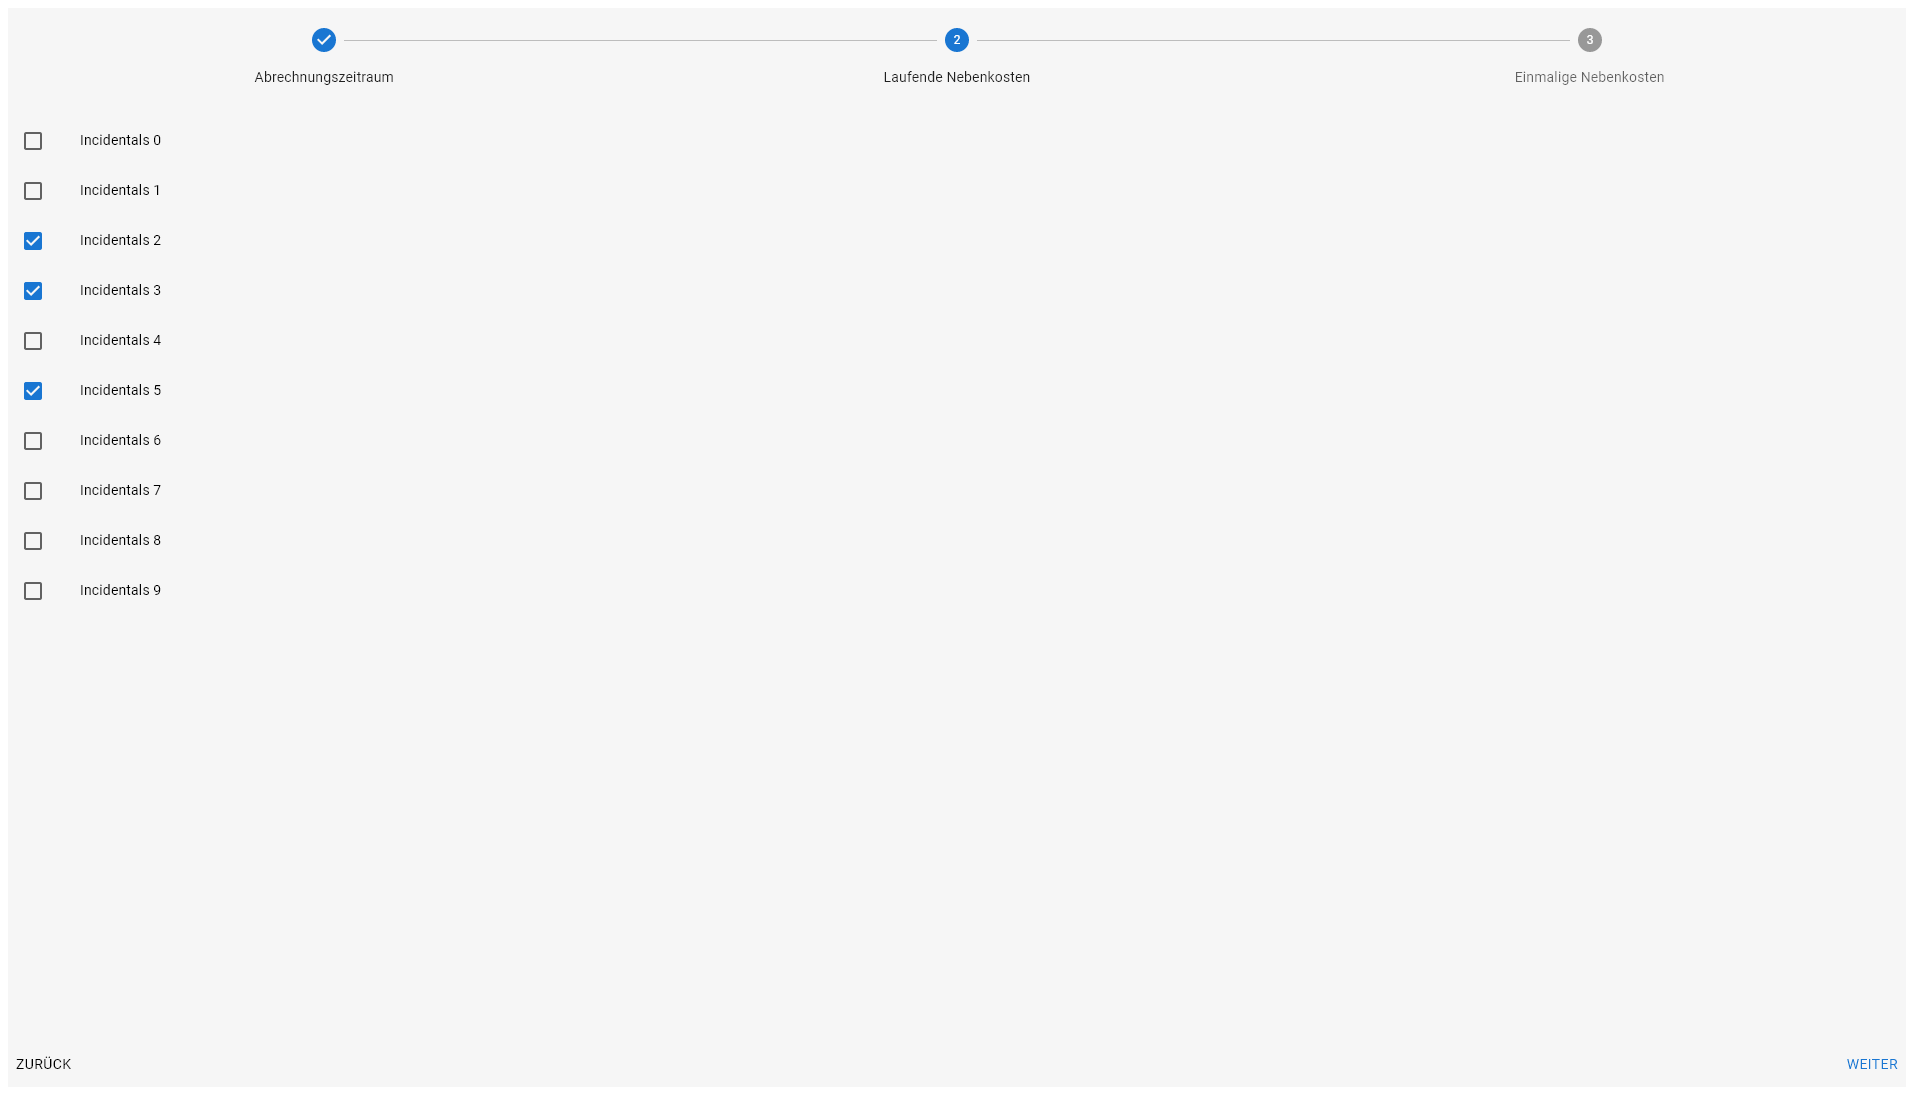 2
3
Abrechnungszeitraum
Laufende Nebenkosten
Einmalige Nebenkosten
Incidentals 0
Incidentals 1
Incidentals 2
Incidentals 3
Incidentals 4
Incidentals 5
Incidentals 6
Incidentals 7
Incidentals 8
Incidentals 9
ZURÜCK
WEITER